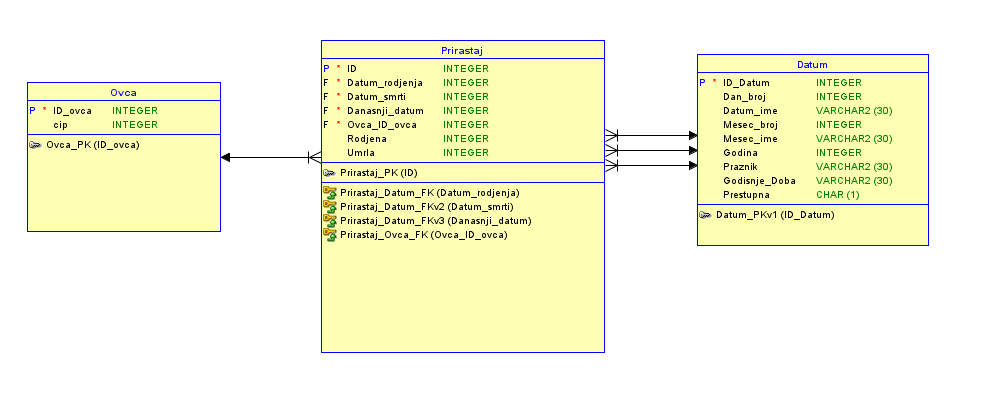 Ovca
P * ID_ovca INTEGER
cip INTEGER
Ovca_PK (ID_ovca)
Prirastaj
P * ID INTEGER
F * Datum_rodjenja INTEGER
F * Datum_smrti INTEGER
F * Danasnji_datum INTEGER
F * Ovca_ID_ovca INTEGER
Rodjena INTEGER
Umrla INTEGER
Prirastaj_PK (ID)
Prirastaj_Datum_FK (Datum_rodjenja)
Prirastaj_Datum_FKv2 (Datum_smrti)
Prirastaj_Datum_FKv3 (Danasnji_datum)
Prirastaj_Ovca_FK (Ovca_ID_ovca)
Datum
P * ID_Datum INTEGER
Dan_broj INTEGER
Datum_ime VARCHAR2 (30)
Mesec_broj INTEGER
Mesec_ime VARCHAR2 (30)
Godina INTEGER
Praznik VARCHAR2 (30)
Godisnje_Doba VARCHAR2 (30)
Prestupna CHAR (1)
Datum_PKv1 (ID_Datum)